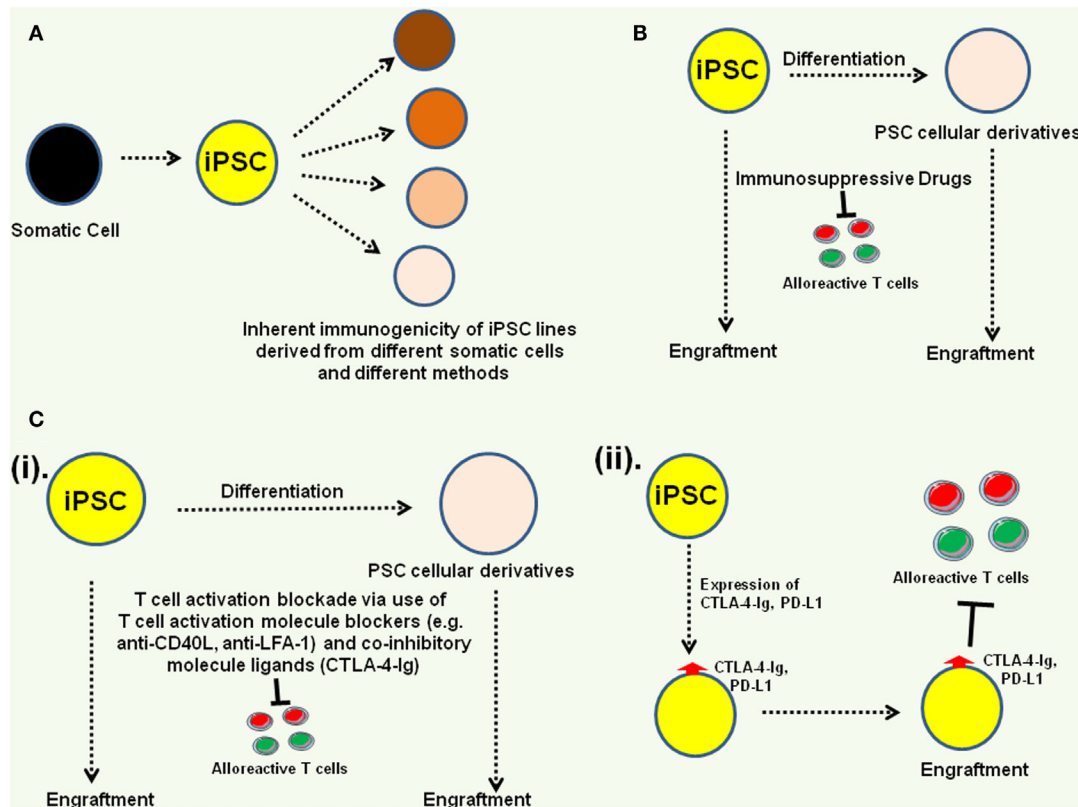 A
iPSC
Somatic Cell
Inherent immunogenicity of iPSC lines
derived from different somatic cells
and different methods
B
iPSC
Differentiation
PSC cellular derivatives
Immunosuppressive Drugs
Alloreactive T cells
Engraftment
Engraftment
C
(i).
iPSC
Differentiation
PSC cellular derivatives
T cell activation blockade via use of
T cell activation molecule blockers (e.g.
anti-CD40L, anti-LFA-1) and co-inhibitory
molecule ligands (CTLA-4-Ig)
Alloreactive T cells
Engraftment
Engraftment
(ii).
iPSC
Expression of
CTLA-4-Ig, PD-L1
CTLA-4-Ig,
PD-L1
Alloreactive T cells
CTLA-4-Ig,
PD-L1
Engraftment